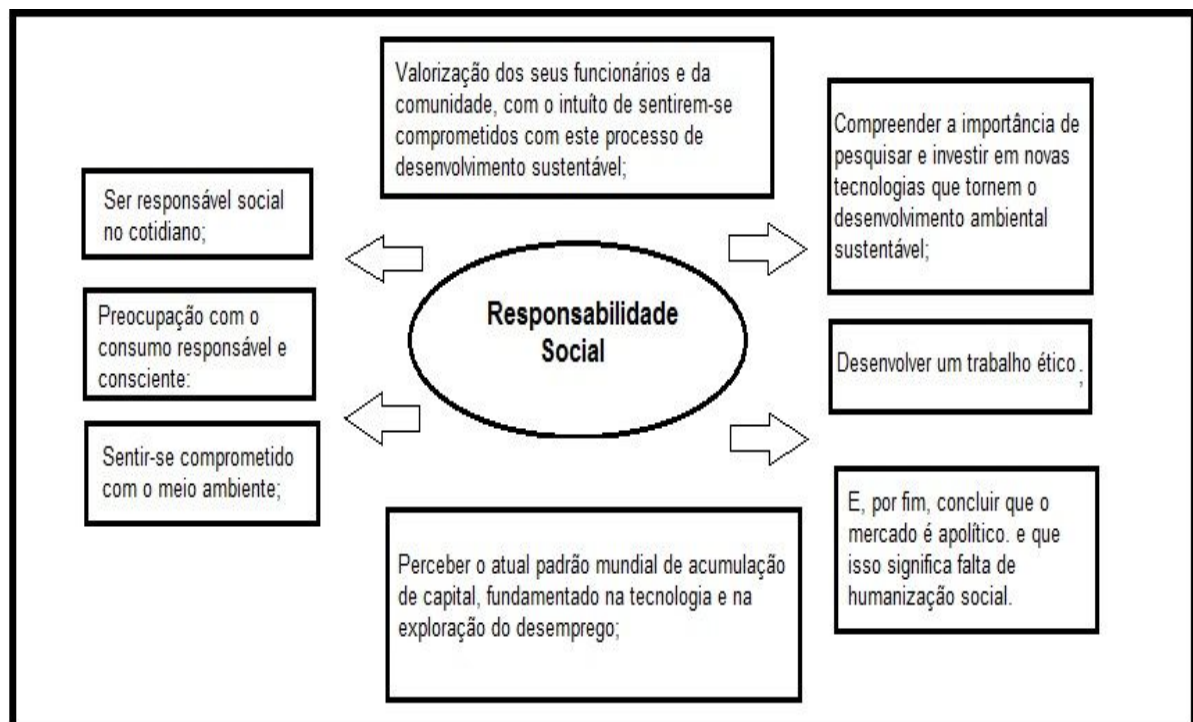 Valorização dos seus funcionários e da
comunidade, com o intuíto de sentirem-se
comprometidos com este processo de
desenvolvimento sustentável;
Compreender a importância de
pesquisar e investir em novas
tecnologias que tornem o
desenvolvimento ambiental
sustentável;
Ser responsável social
no cotidiano;
Responsabilidade
Social
Preocupação com o
consumo responsável e
consciente:
Desenvolver um trabalho ético ;
Sentir-se comprometido
com o meio ambiente;
E, por fim, concluir que o
mercado é apolítico. e que
isso significa falta de
humanização social.
Perceber o atual padrão mundial de acumulação
de capital, fundamentado na tecnologia e na
exploração do desemprego;